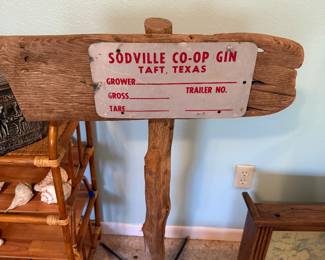 SODVILLE CO-OP GIN
TAFT, TEXAS
GROWER
GROSS TRAILER NO.
TARE